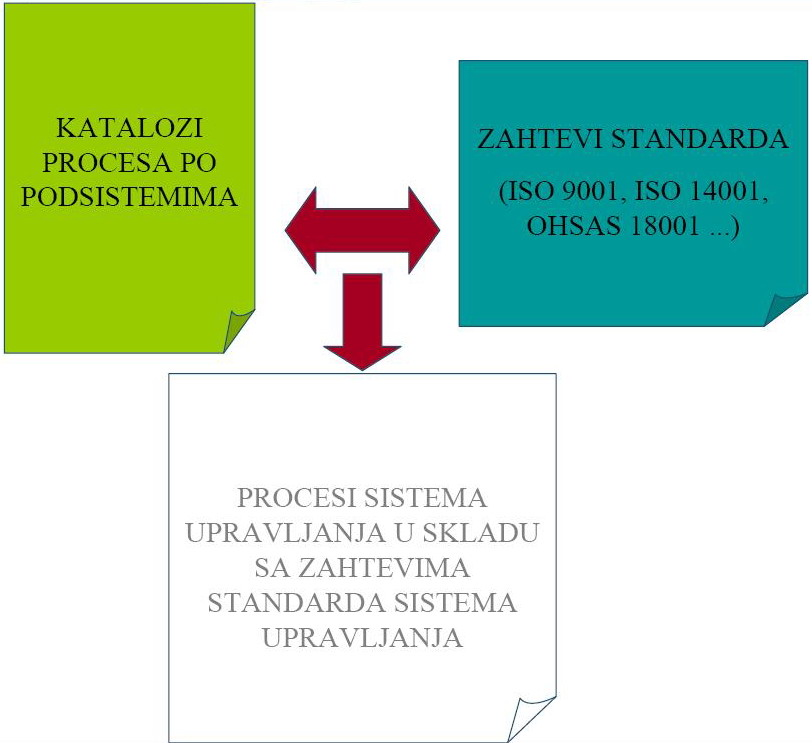 KATALOZI
PROCESA PO
PODSISTEMIMA
ZAHTEVI STANDARDA
(ISO 9001, ISO 14001,
OHSAS 18001 ...)
PROCESI SISTEMA
UPRAVLJANJA U SKLADU
SA ZAHTEVIMA
STANDARDA SISTEMA
UPRAVLJANJA